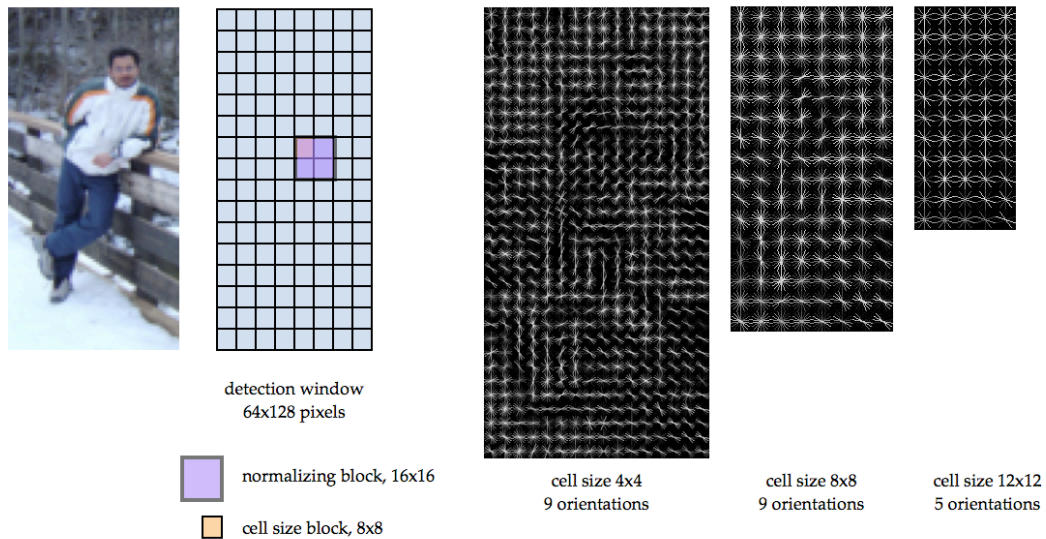 detection window
64x128 pixels
normalizing block, 16x16
cell size block, 8x8
cell size 4x4
9 orientations
cell size 8x8
9 orientations
cell size 12x12
5 orientations